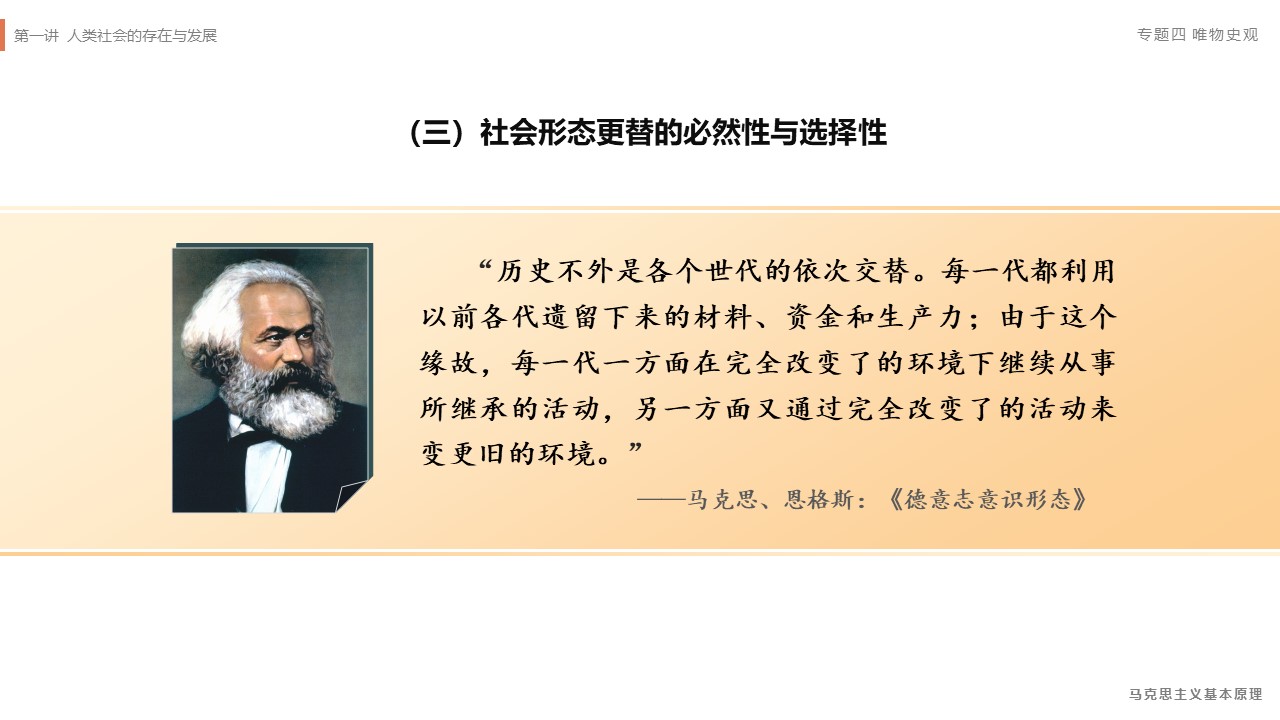 第一讲 人类社会的存在与发展
专题四 唯物史观
（三）社会形态更替的必然性与选择性
“历史不外是各个世代的依次交替。每一代都利用
以前各代遗留下来的材料、资金和生产力；由于这个
缘故，每一代一方面在完全改变了的环境下继续从事
所继承的活动，另一方面又通过完全改变了的活动来
变更旧的环境。”
——马克思、恩格斯：《德意志意识形态》
马克思主义基本原理